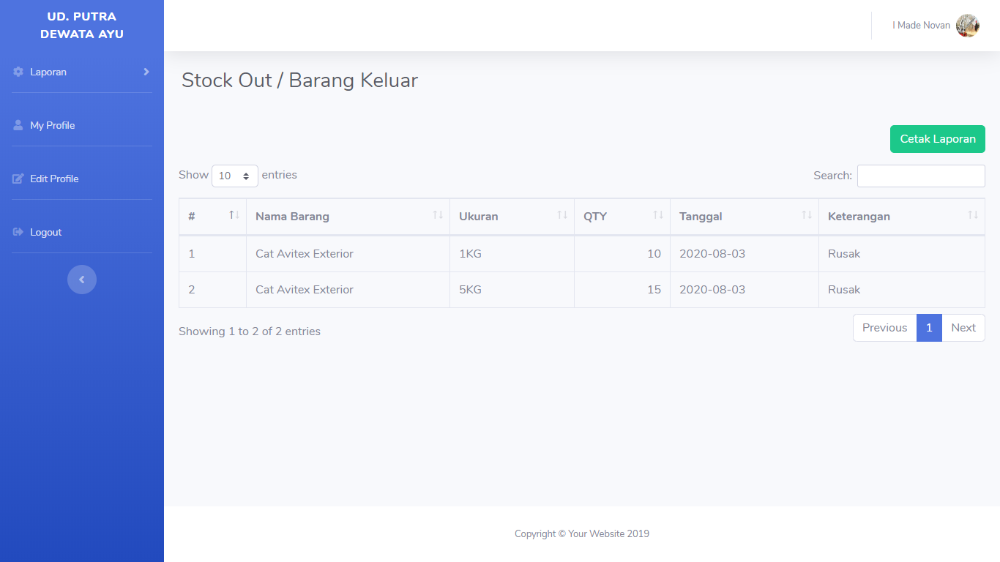 UD. PUTRA
DEWATA AYU
Laporan
My Profile
Edit Profile
Logout
I Made Novan
Stock Out / Barang Keluar
Cetak Laporan
Show 10 entries
Search:
# Nama Barang Ukuran QTY Tanggal Keterangan
1 Cat Avitex Exterior 1KG 10 2020-08-03 Rusak
2 Cat Avitex Exterior 5KG 15 2020-08-03 Rusak
Showing 1 to 2 of 2 entries
Previous 1 Next
Copyright © Your Website 2019